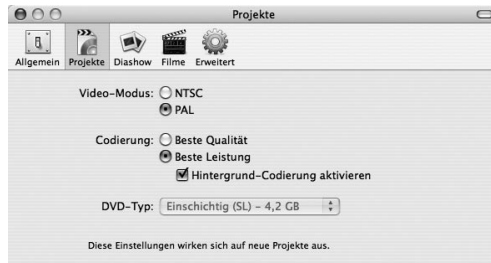 Projekte
Allgemein Projekte Diashow Filme Erweitert
Video-Modus: NTSC
PAL
Codierung: Beste Qualität
Beste Leistung
Hintergrund-Codierung aktivieren
DVD-Typ: Einschichtig (SL) – 4,2 GB
Diese Einstellungen wirken sich auf neue Projekte aus.